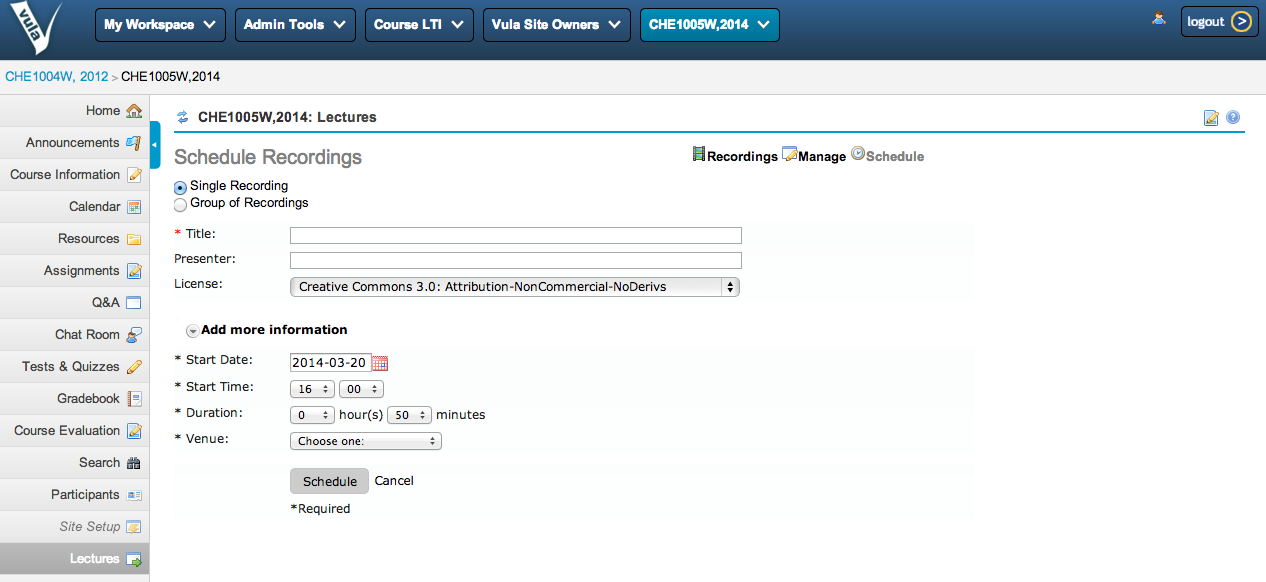 vula
My Workspace
Admin Tools
Course LTI
Vula Site Owners
CHE1005W,2014
logout
CHE1004W, 2012 > CHE1005W,2014
Home
Announcements
Course Information
Calendar
Resources
Assignments
Q&A
Chat Room
Tests & Quizzes
Gradebook
Course Evaluation
Search
Participants
Site Setup
Lectures
CHE1005W,2014: Lectures
Schedule Recordings
Recordings Manage Schedule
Single Recording
Group of Recordings
* Title:
Presenter:
License: Creative Commons 3.0: Attribution-NonCommercial-NoDerivs
Add more information
* Start Date: 2014-03-20
* Start Time: 16 00
* Duration: 0 hour(s) 50 minutes
* Venue: Choose one:
Schedule Cancel
*Required